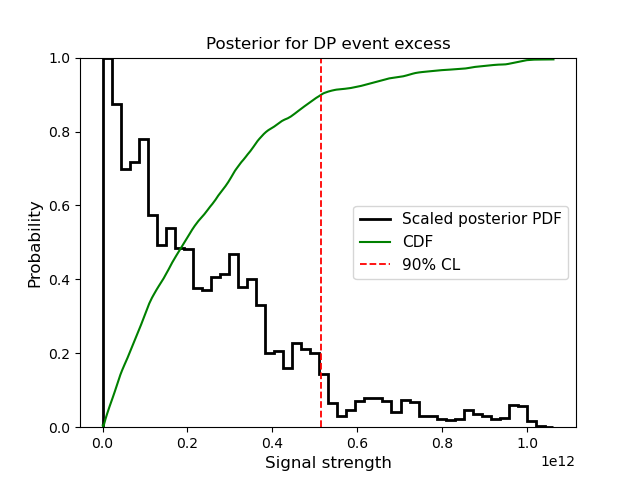 Posterior for DP event excess
1.0
0.8
0.6
0.4
0.2
0.0
Probability
Scaled posterior PDF
CDF
90% CL
0.0 0.2 0.4 0.6 0.8 1.0
1e12
Signal strength